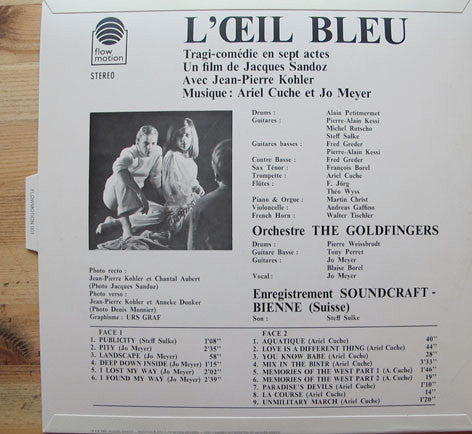 flow
motion
STEREO
L'ŒIL BLEU
Tragi-comédie en sept actes
Un film de Jacques Sandoz
Avec Jean-Pierre Kohler
Musique : Ariel Cuche et Jo Meyer
Drums : Alain Petitmermet
Guitares : Pierre-Alain Kessi
Michel Rutscho
Steff Sulke
Guitares basses : Fred Greder
Pierre-Alain Kessi
Contre Basse : Fred Greder
Sax Ténor : François Borel
Trompette : Ariel Cuche
Flûtes : F. Jörg
Théo Wyss
Piano & Orgue : Martin Christ
Violoncelle : Andreas Gaffino
French Horn : Walter Tischler
Orchestre THE GOLDFINGERS
Drums : Pierre Weissbrodt
Guitare Basse : Tony Perret
Guitares : Jo Meyer
Blaise Borel
Vocal : Jo Meyer
Enregistrement SOUNDCRAFT -
BIENNE (Suisse)
Son : Steff Sulke
FLOWMOTION 001
Photo recto :
Jean-Pierre Kohler et Chantal Aubert
(Photo Jacques Sandoz)
Photo verso :
Jean-Pierre Kohler et Anneke Donker
(Photo Denis Monnier)
Graphisme : URS GRAF
FACE 1
1. PUBLICITY (Steff Sulke) 1'08"
2. PITY (Jo Meyer) 2'35"
3. LANDSCAPE (Jo Meyer) 58"
4. DEEP DOWN INSIDE (Jo Meyer) 1'15"
5. I LOST MY WAY (Jo Meyer) 2'02"
6. I FOUND MY WAY (Jo Meyer) 2'39"
FACE 2
1. AQUATIQUE (Ariel Cuche) 40"
2. LOVE IS A DIFFERENT THING (Ariel Cuche) 44"
3. YOU KNOW BABE (Ariel Cuche) 28"
4. MIX IN THE BISTR (Ariel Cuche) 3'33"
5. MEMORIES OF THE WEST PART 1 (A. Cuche) 1'46"
6. MEMORIES OF THE WEST PART 2 (A. Cuche) 19"
7. PARADISE'S DEVILS (Ariel Cuche) 1'10"
8. LA COURSE (Ariel Cuche) 14"
9. UNMILITARY MARCH (Ariel Cuche) 1'20"